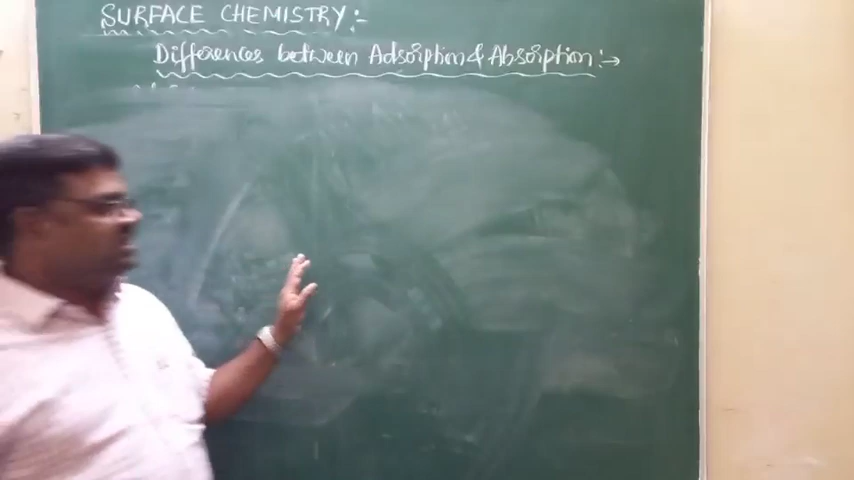 SURFACE CHEMISTRY:-
Differences between Adsorption & Absorption:→